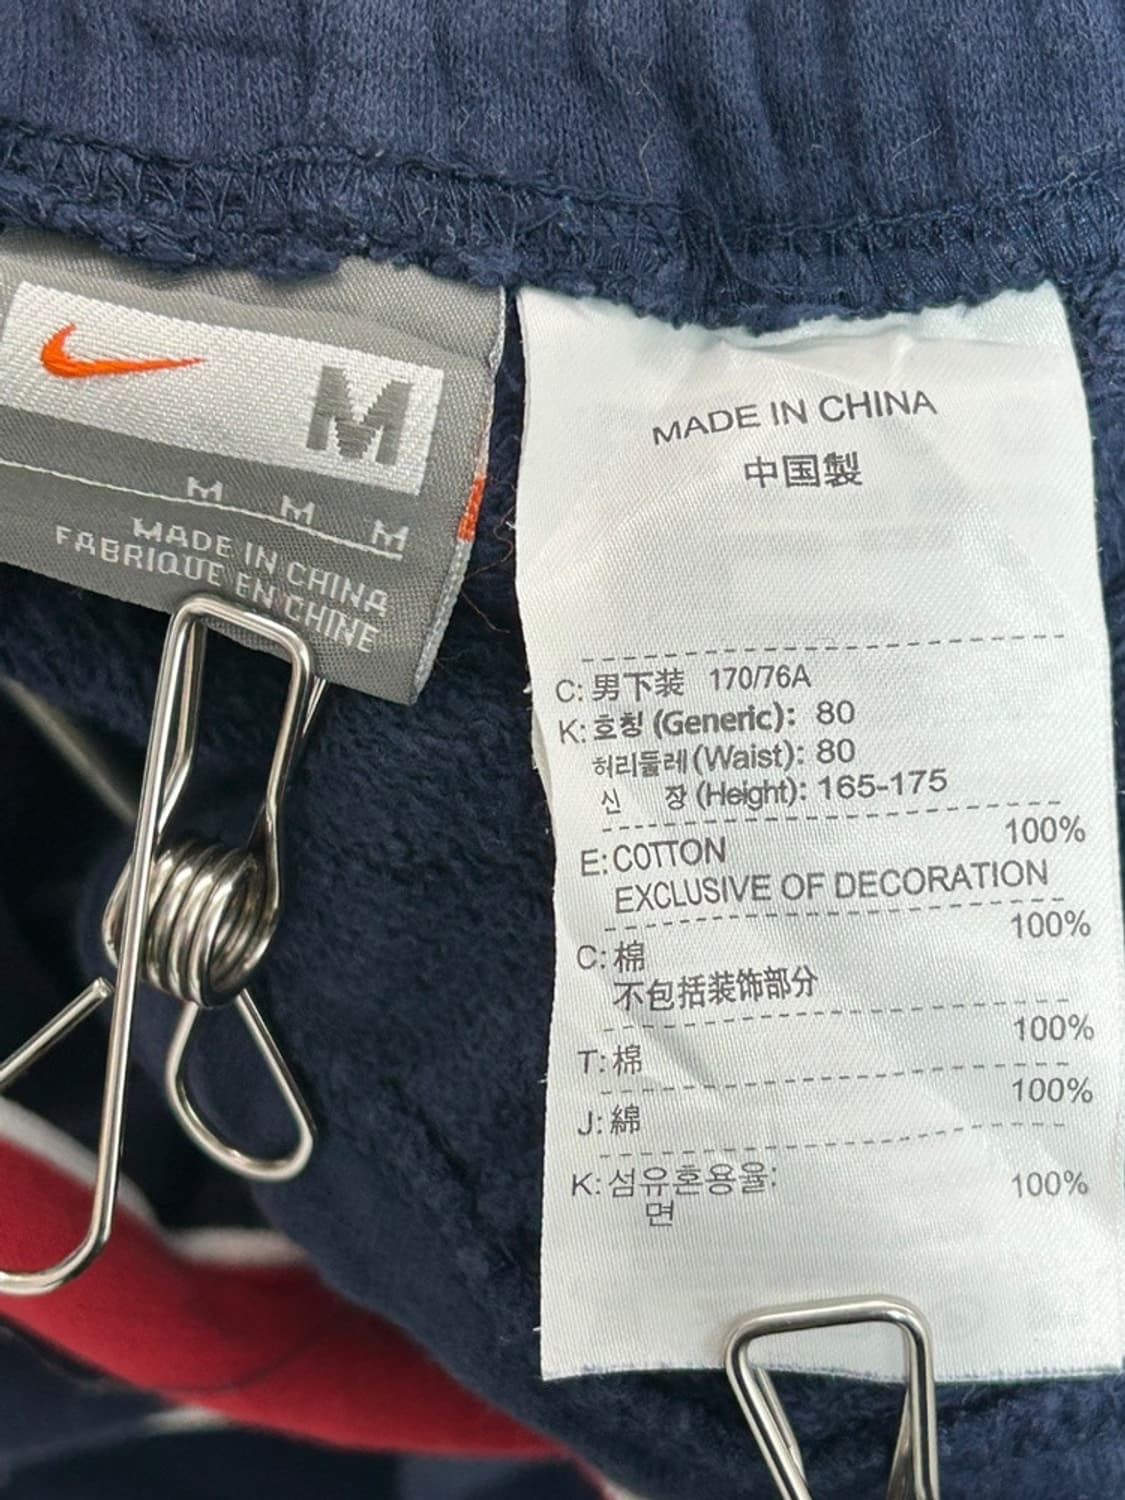 M
M M M
MADE IN CHINA
FABRIQUE EN CHINE
MADE IN CHINA
中国製
C: 男下装 170/76A
K: 호칭 (Generic): 80
허리둘레 (Waist): 80
신 장 (Height): 165-175
E: COTTON 100%
EXCLUSIVE OF DECORATION
C: 棉 100%
不包括装饰部分
T: 棉 100%
J: 綿 100%
K: 섬유혼용율:
면 100%